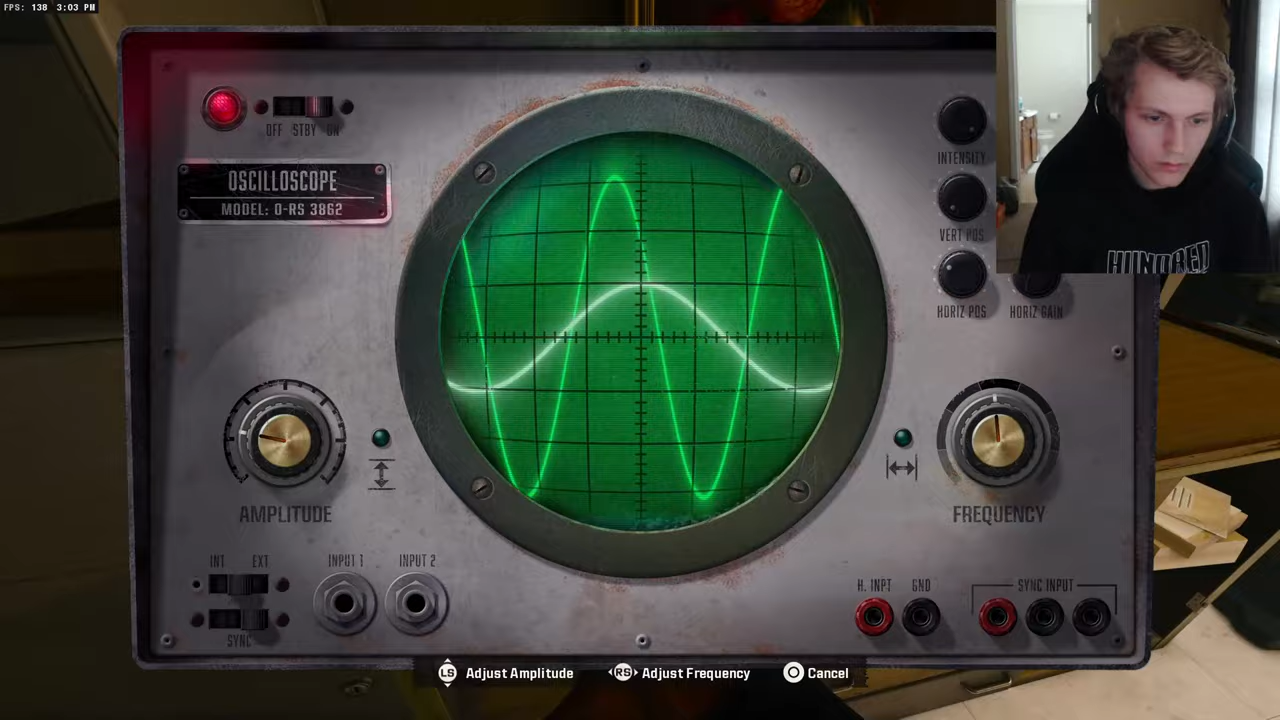 FPS: 138 3:03 PM
OFF STBY ON
OSCILLOSCOPE
MODEL: O-RS 3862
INTENSITY
VERT POS
HORIZ POS HORIZ GAIN
HUNDRED
AMPLITUDE
FREQUENCY
INT EXT
SYNC
INPUT 1 INPUT 2
H. INPT GND
SYNC INPUT
LS Adjust Amplitude RS Adjust Frequency Cancel